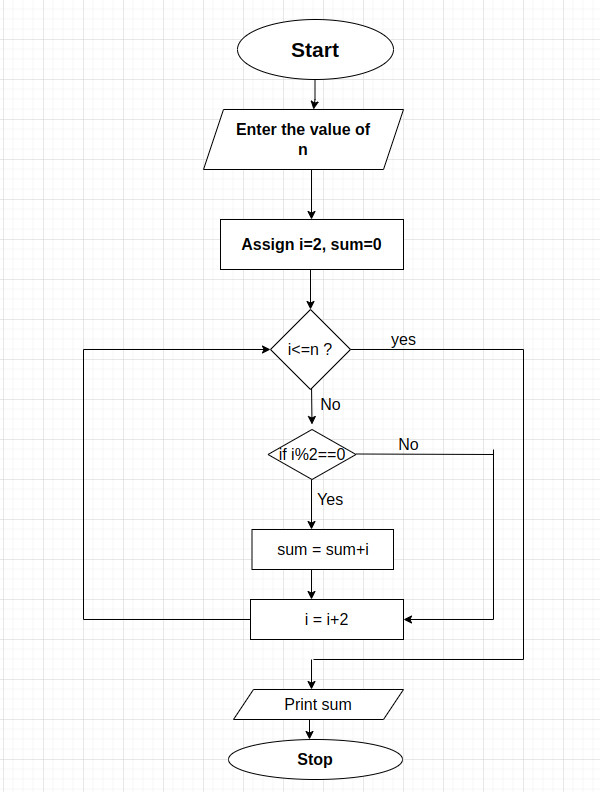 Start
Enter the value of
n
Assign i=2, sum=0
i<=n ?
yes
No
if i%2==0
No
Yes
sum = sum+i
i = i+2
Print sum
Stop